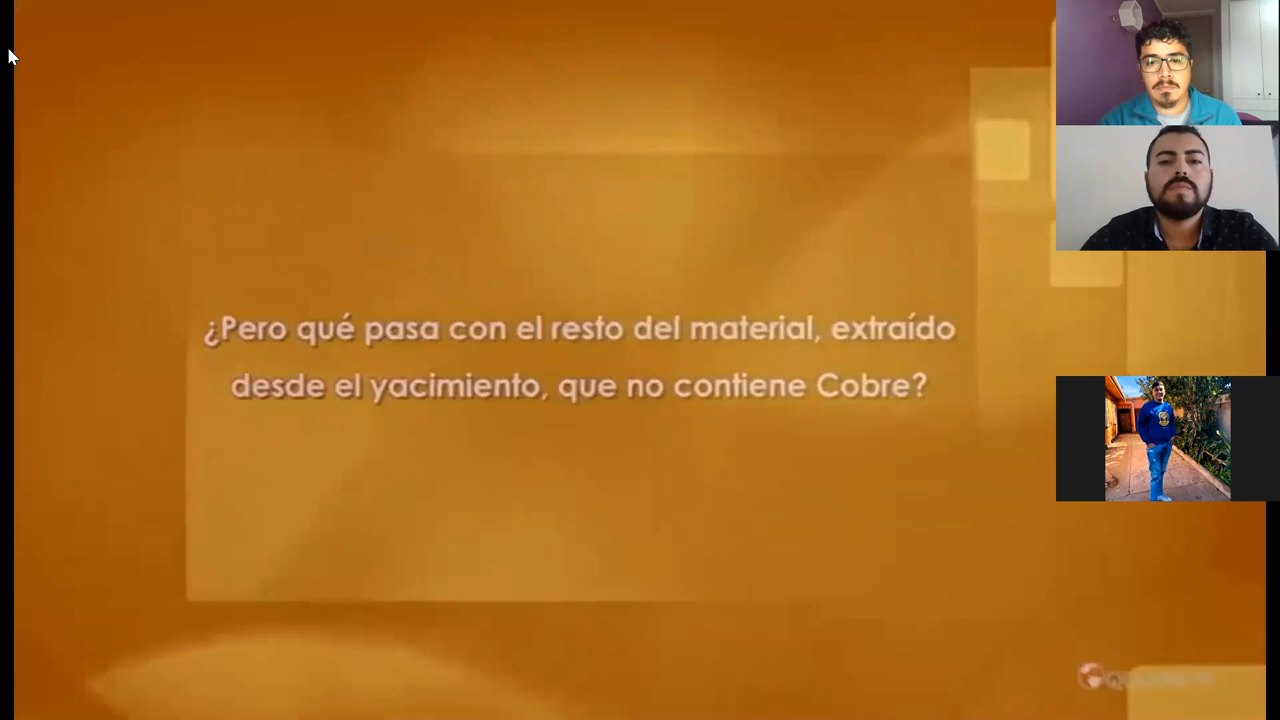 ¿Pero qué pasa con el resto del material, extraído
desde el yacimiento, que no contiene Cobre?